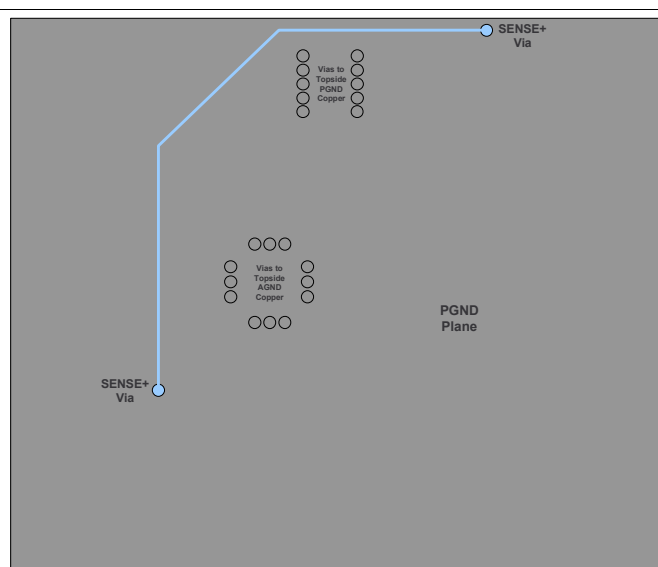 SENSE+
Via
Vias to
Topside
PGND
Copper
Vias to
Topside
AGND
Copper
PGND
Plane
SENSE+
Via